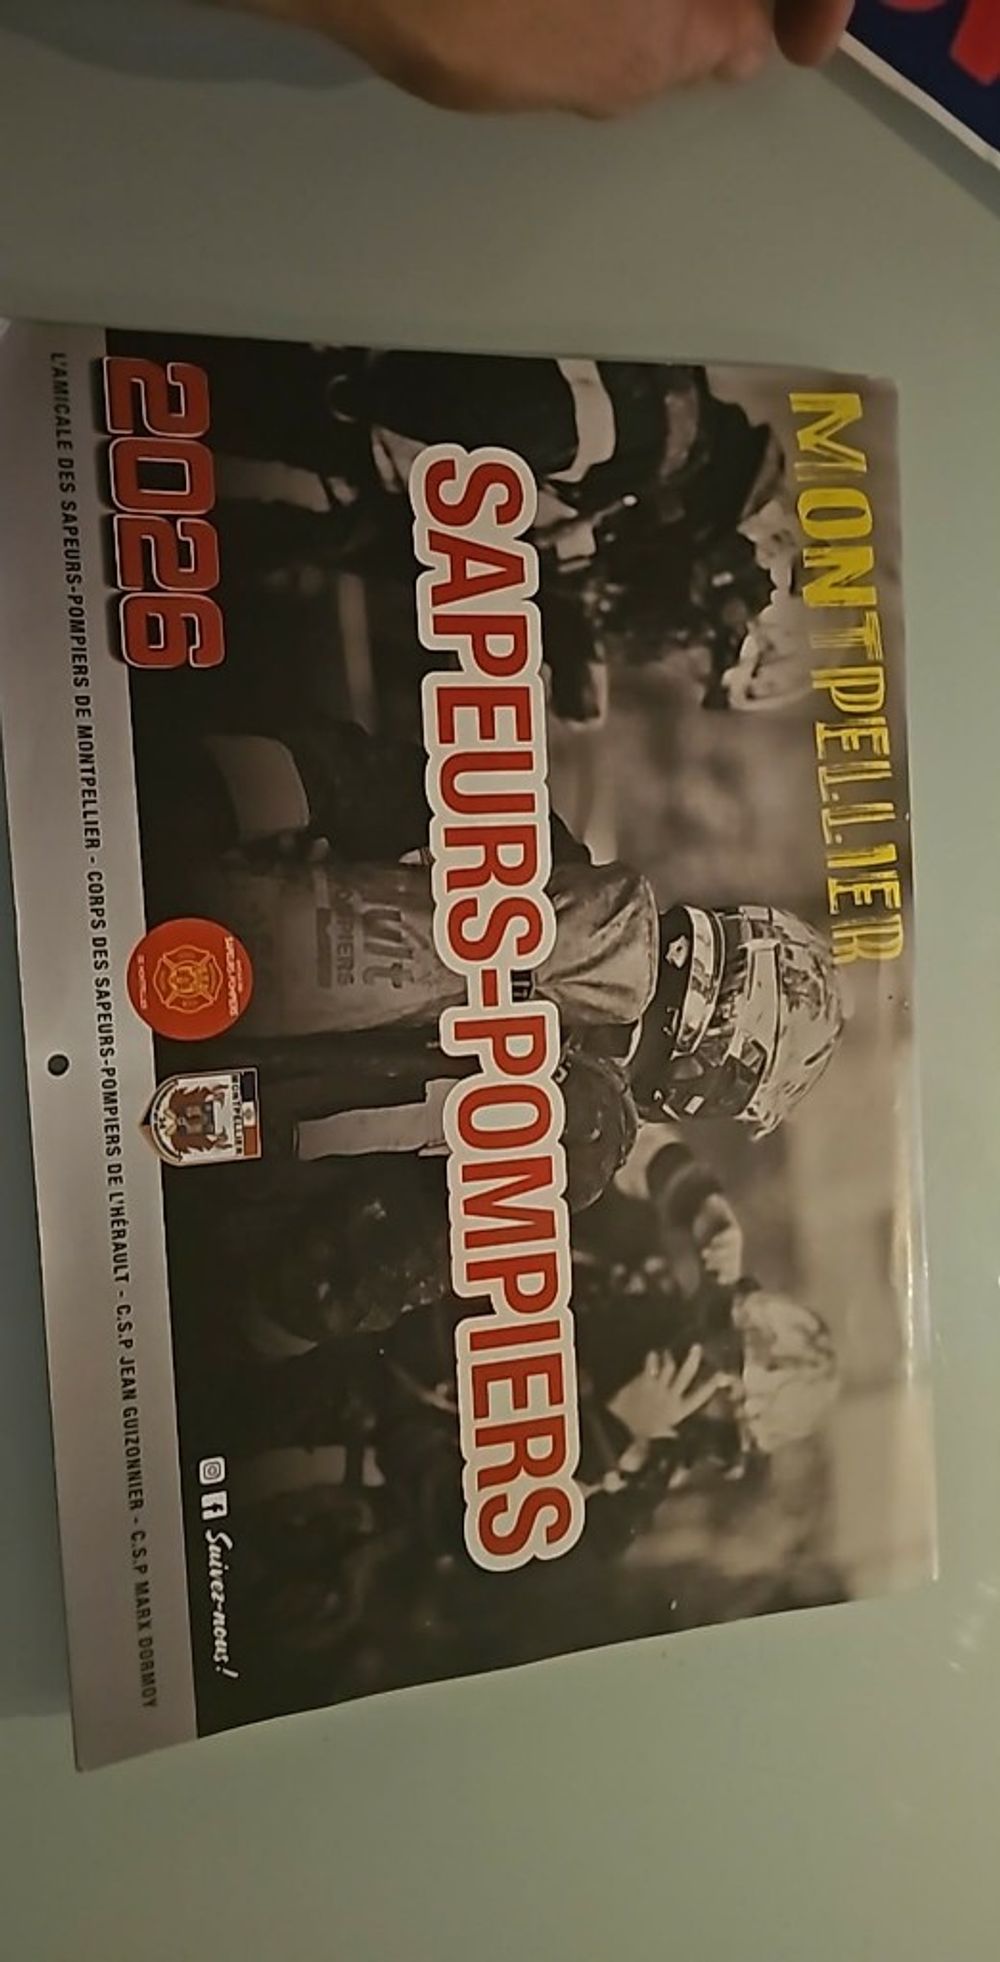 MONTPELLIER
SAPEURS-POMPIERS
2026
MONTPELLIER
Suivez-nous!
L'AMICALE DES SAPEURS-POMPIERS DE MONTPELLIER - CORPS DES SAPEURS-POMPIERS DE L'HÉRAULT - C.S.P JEAN GUIZONNIER - C.S.P MARX DORMOY